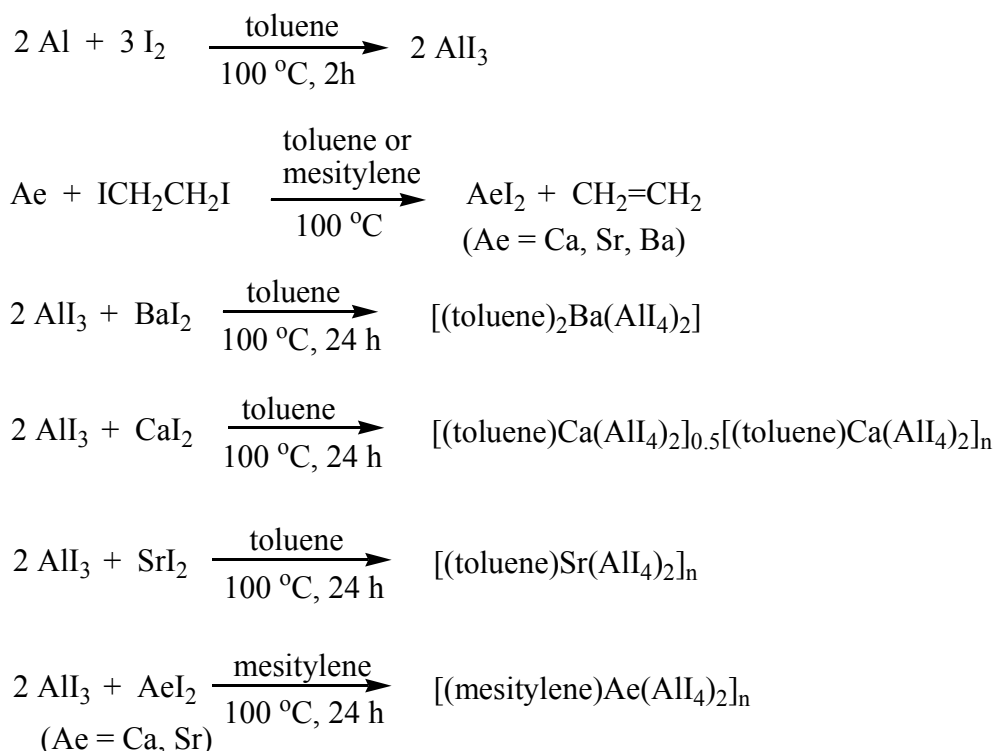 toluene
2 Al + 3 I₂ → 2 AlI₃
100 °C, 2h
toluene or
mesitylene
Ae + ICH₂CH₂I → AeI₂ + CH₂=CH₂
100 °C
(Ae = Ca, Sr, Ba)
toluene
2 AlI₃ + BaI₂ → [(toluene)₂Ba(AlI₄)₂]
100 °C, 24 h
toluene
2 AlI₃ + CaI₂ → [(toluene)Ca(AlI₄)₂]₀.₅[(toluene)Ca(AlI₄)₂]ₙ
100 °C, 24 h
toluene
2 AlI₃ + SrI₂ → [(toluene)Sr(AlI₄)₂]ₙ
100 °C, 24 h
mesitylene
2 AlI₃ + AeI₂ → [(mesitylene)Ae(AlI₄)₂]ₙ
100 °C, 24 h
(Ae = Ca, Sr)